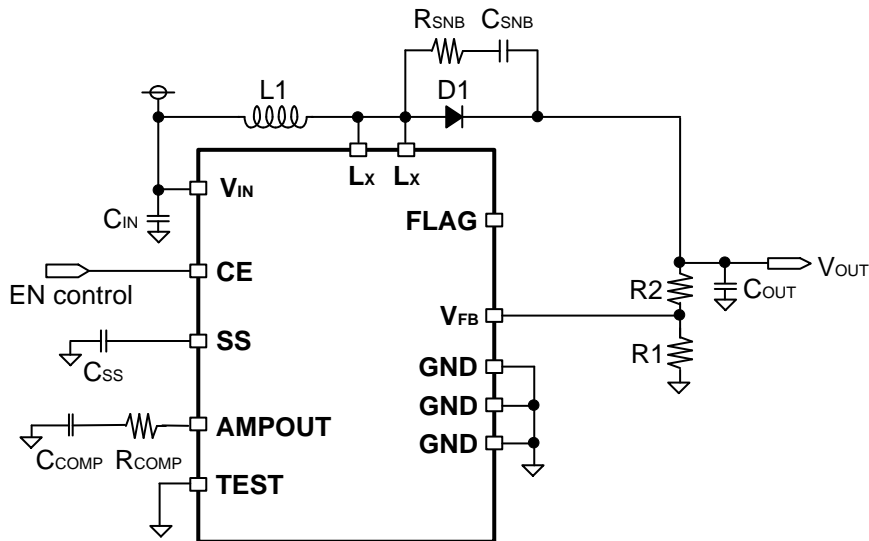 RSNB CSNB
L1 D1
LX LX
VIN
CIN
FLAG
CE
EN control
VOUT
R2 COUT
VFB
SS
R1
CSS
GND
GND
AMPOUT
GND
CCOMP RCOMP
TEST